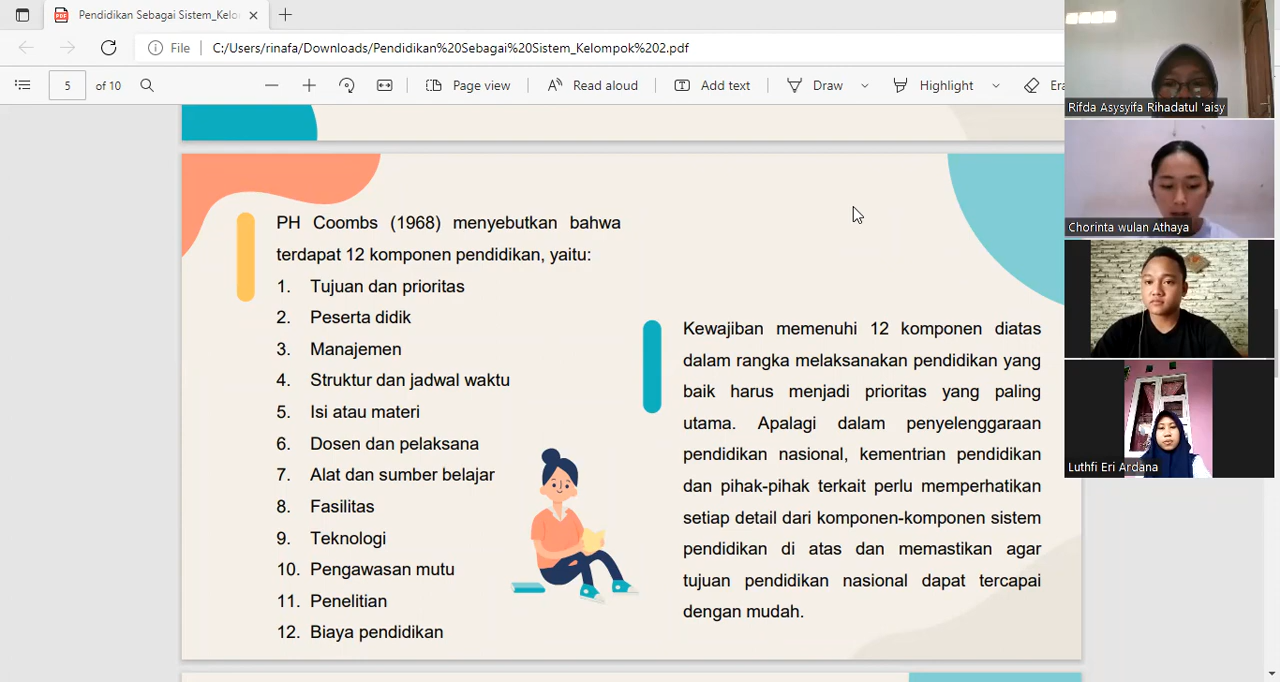 Pendidikan Sebagai Sistem_Kelo
File C:/Users/rinafa/Downloads/Pendidikan%20Sebagai%20Sistem_Kelompok%202.pdf
5 of 10 Page view Read aloud Add text Draw Highlight Era
PH Coombs (1968) menyebutkan bahwa
terdapat 12 komponen pendidikan, yaitu:
1. Tujuan dan prioritas
2. Peserta didik
3. Manajemen
4. Struktur dan jadwal waktu
5. Isi atau materi
6. Dosen dan pelaksana
7. Alat dan sumber belajar
8. Fasilitas
9. Teknologi
10. Pengawasan mutu
11. Penelitian
12. Biaya pendidikan
Kewajiban memenuhi 12 komponen diatas
dalam rangka melaksanakan pendidikan yang
baik harus menjadi prioritas yang paling
utama. Apalagi dalam penyelenggaraan
pendidikan nasional, kementrian pendidikan
dan pihak-pihak terkait perlu memperhatikan
setiap detail dari komponen-komponen sistem
pendidikan di atas dan memastikan agar
tujuan pendidikan nasional dapat tercapai
dengan mudah.
Rifda Asysyifa Rihadatul 'aisy
Chorinta wulan Athaya
Luthfi Eri Ardana